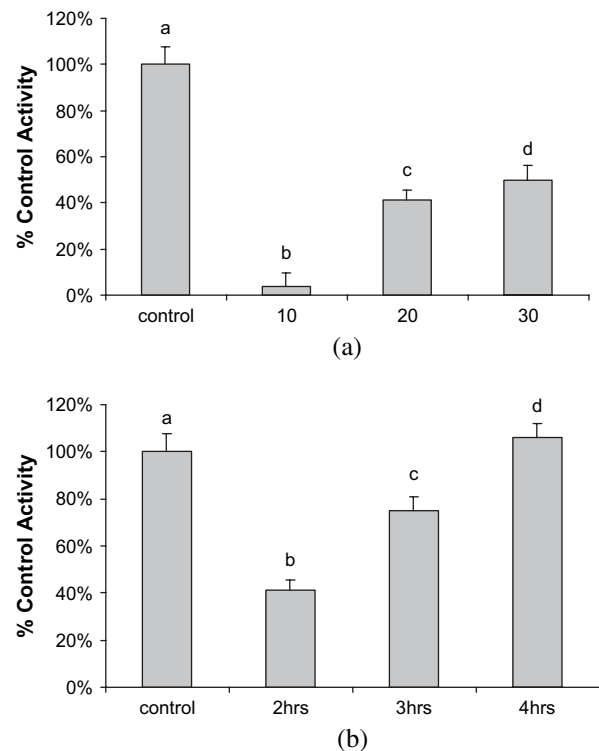 120%
a
100%
80%
60%
d
c
40%
20%
b
0%
% Control Activity
control 10 20 30
(a)
120%
d
a
100%
80%
c
60%
b
40%
20%
0%
% Control Activity
control 2hrs 3hrs 4hrs
(b)